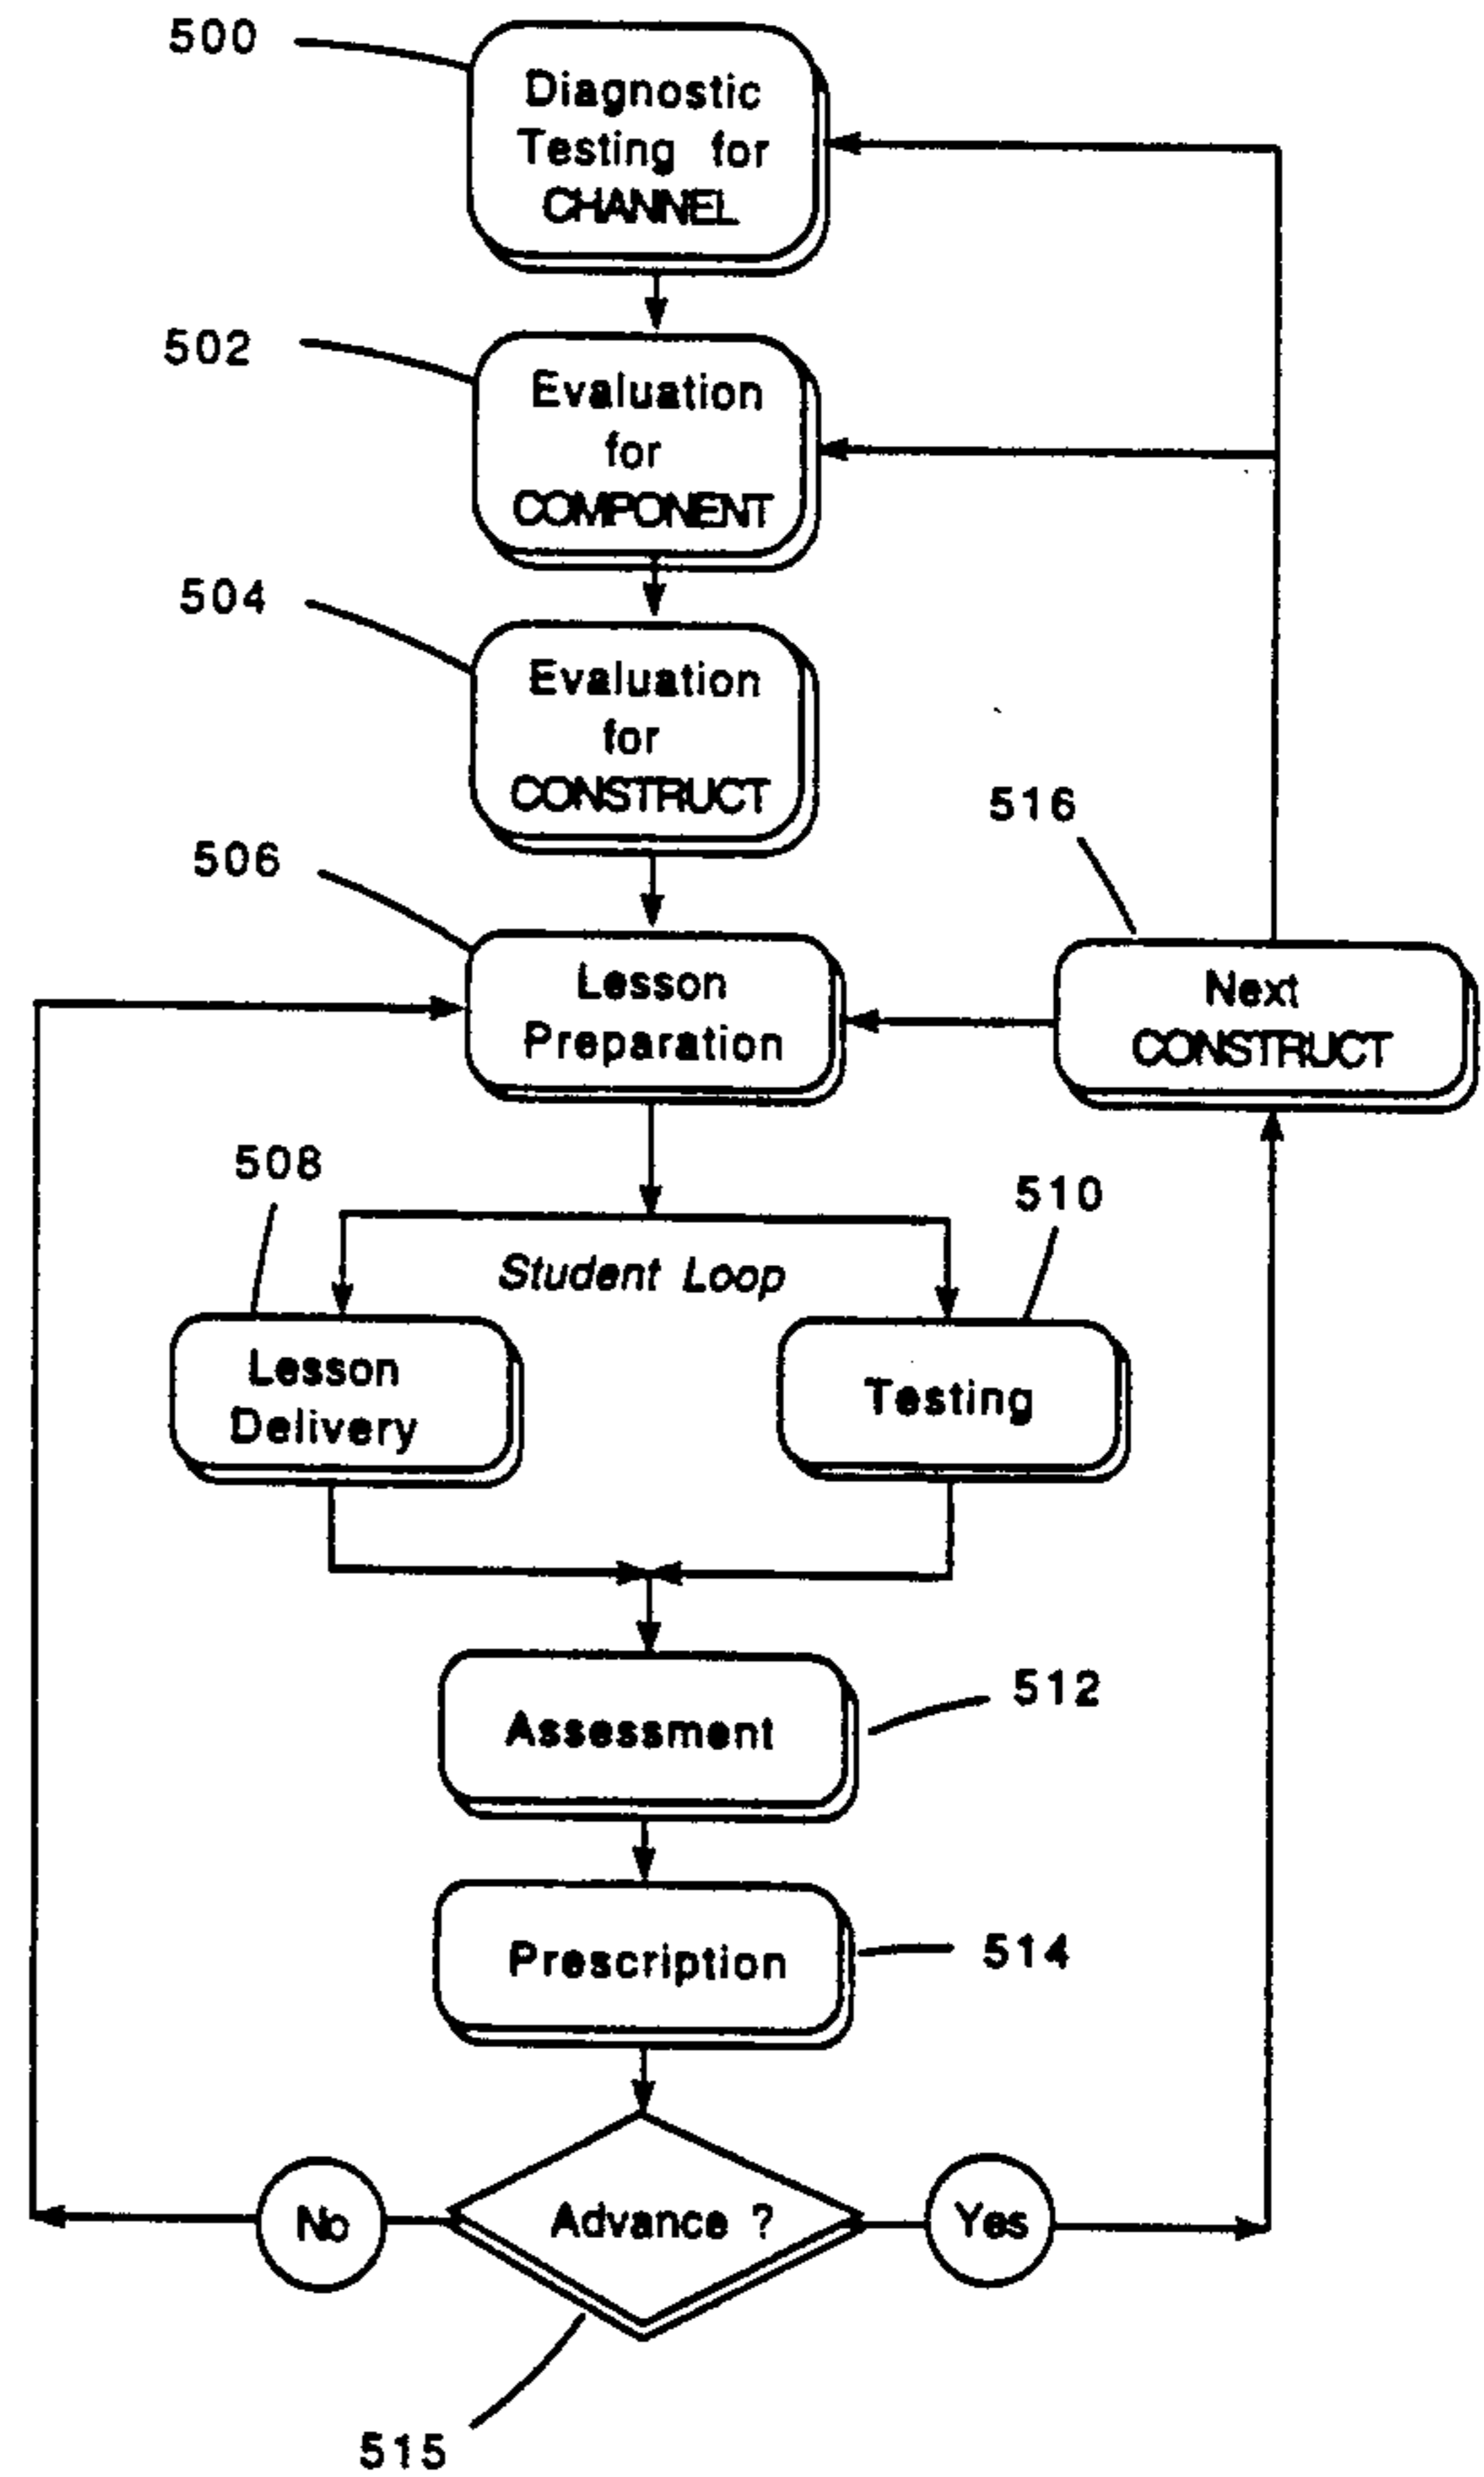 500
Diagnostic
Testing for
CHANNEL
502
Evaluation
for
COMPONENT
504
Evaluation
for
CONSTRUCT
506
Lesson
Preparation
516
Next
CONSTRUCT
508
510
Student Loop
Lesson
Delivery
Testing
Assessment
512
Prescription
514
No
Advance ?
Yes
515